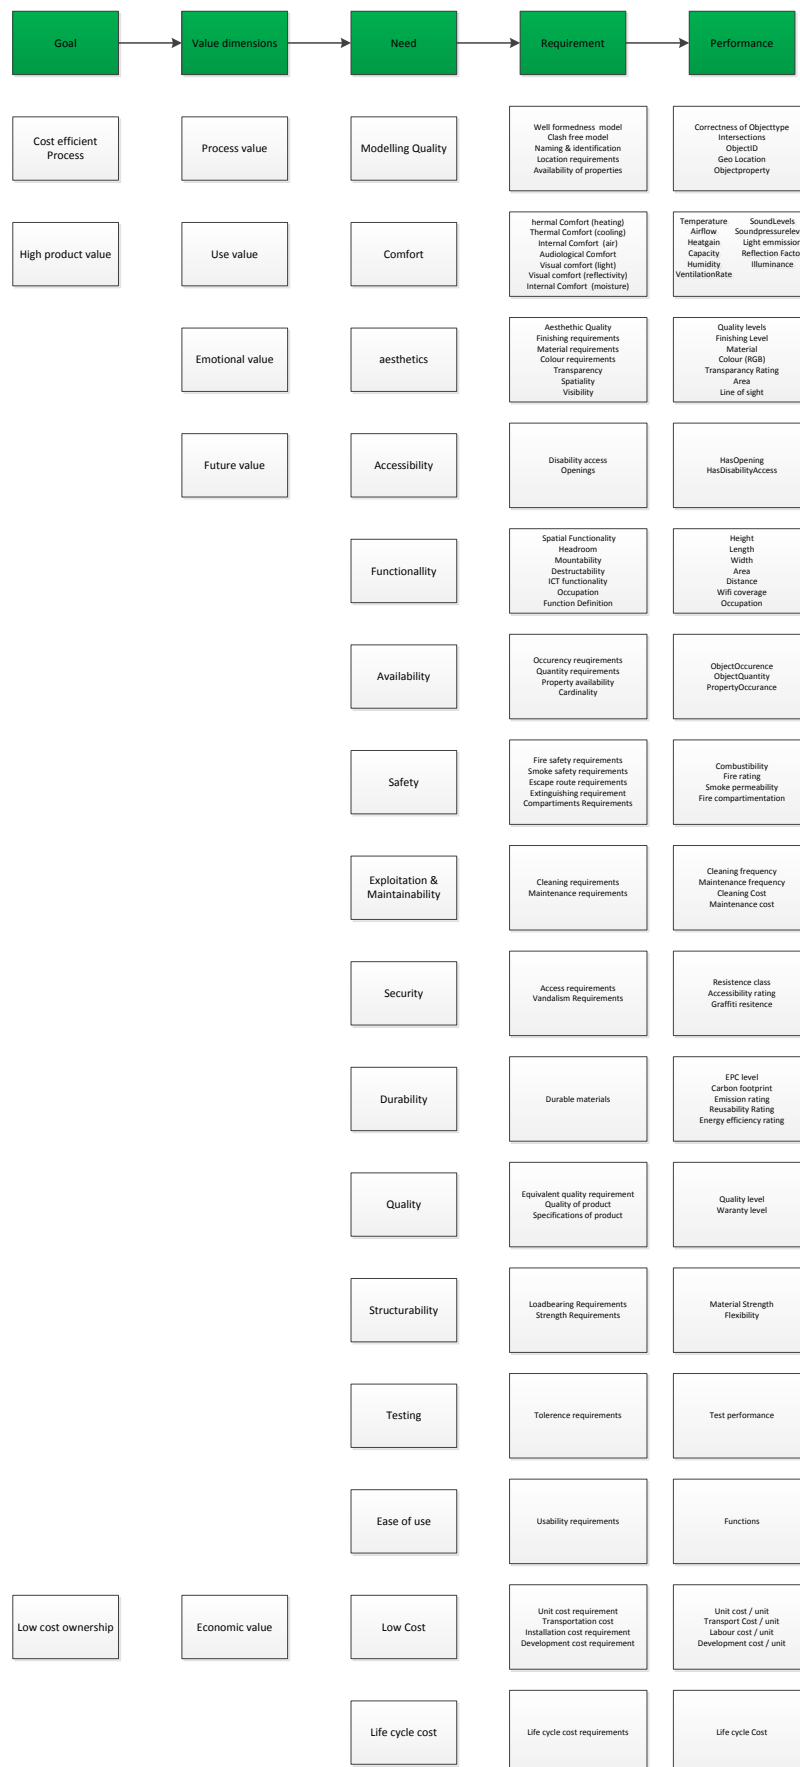 Goal
Value dimensions
Need
Requirement
Performance
Cost efficient
Process
Process value
Modelling Quality
Well formedness model
Clash free model
Naming & identification
Location requirements
Availability of properties
Correctness of Objecttype
Intersections
ObjectID
Geo Location
Objectproperty
High product value
Use value
Comfort
hermal Comfort (heating)
Thermal Comfort (cooling)
Internal Comfort (air)
Audiological Comfort
Visual comfort (light)
Visual comfort (reflectivity)
Internal Comfort (moisture)
Temperature
Airflow
Heatgain
Capacity
Humidity
VentilationRate
SoundLevels
Soundpressurelev
Light emmission
Reflection Facto
Illuminance
Emotional value
aesthetics
Aesthethic Quality
Finishing requirements
Material requirements
Colour requirements
Transparency
Spatiality
Visibility
Quality levels
Finishing Level
Material
Colour (RGB)
Transparancy Rating
Area
Line of sight
Future value
Accessibility
Disability access
Openings
HasOpening
HasDisabilityAccess
Functionallity
Spatial Functionality
Headroom
Mountability
Destructability
ICT functionality
Occupation
Function Definition
Height
Length
Width
Area
Distance
Wifi coverage
Occupation
Availability
Occurency reuqirements
Quantity requirements
Property availability
Cardinality
ObjectOccurence
ObjectQuantity
PropertyOccurance
Safety
Fire safety requirements
Smoke safety requirements
Escape route requirements
Extinguishing requirement
Compartiments Requirements
Combustibility
Fire rating
Smoke permeability
Fire compartimentation
Exploitation &
Maintainability
Cleaning requirements
Maintenance requirements
Cleaning frequency
Maintenance frequency
Cleaning Cost
Maintenance cost
Security
Access requirements
Vandalism Requirements
Resistence class
Accessibility rating
Graffiti resitence
Durability
Durable materials
EPC level
Carbon footprint
Emission rating
Reusability Rating
Energy efficiency rating
Quality
Equivalent quality requirement
Quality of product
Specifications of product
Quality level
Waranty level
Structurability
Loadbearing Requirements
Strength Requirements
Material Strength
Flexibility
Testing
Tolerence requirements
Test performance
Ease of use
Usability requirements
Functions
Low cost ownership
Economic value
Low Cost
Unit cost requirement
Transportation cost
Installation cost requirement
Development cost requirement
Unit cost / unit
Transport Cost / unit
Labour cost / unit
Development cost / unit
Life cycle cost
Life cycle cost requirements
Life cycle Cost